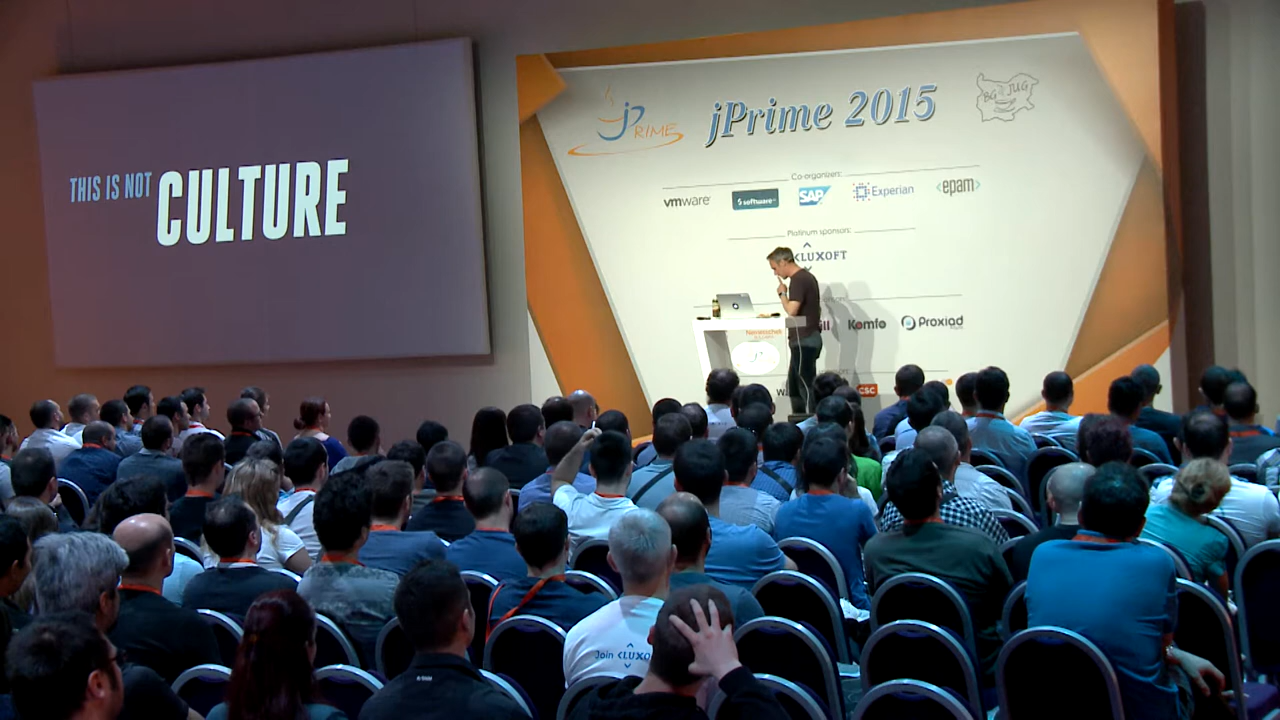 THIS IS NOT CULTURE
jPRIME
jPrime 2015
BG JUG
Co-organizers:
vmware
software
SAP
Experian
<epam>
Platinum sponsors:
LUXOFT
Komfo
Proxiad
CSC
Join LUXOFT